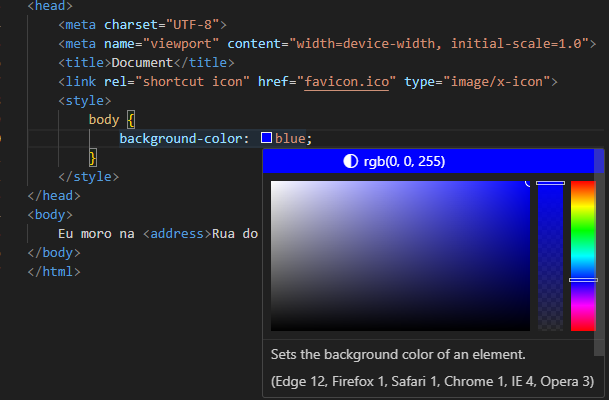 <head>
<meta charset="UTF-8">
<meta name="viewport" content="width=device-width, initial-scale=1.0">
<title>Document</title>
<link rel="shortcut icon" href="favicon.ico" type="image/x-icon">
<style>
body {
background-color: blue;
rgb(0, 0, 255)
}
</style>
</head>
<body>
Eu moro na <address>Rua do
</body>
</html>
Sets the background color of an element.
(Edge 12, Firefox 1, Safari 1, Chrome 1, IE 4, Opera 3)